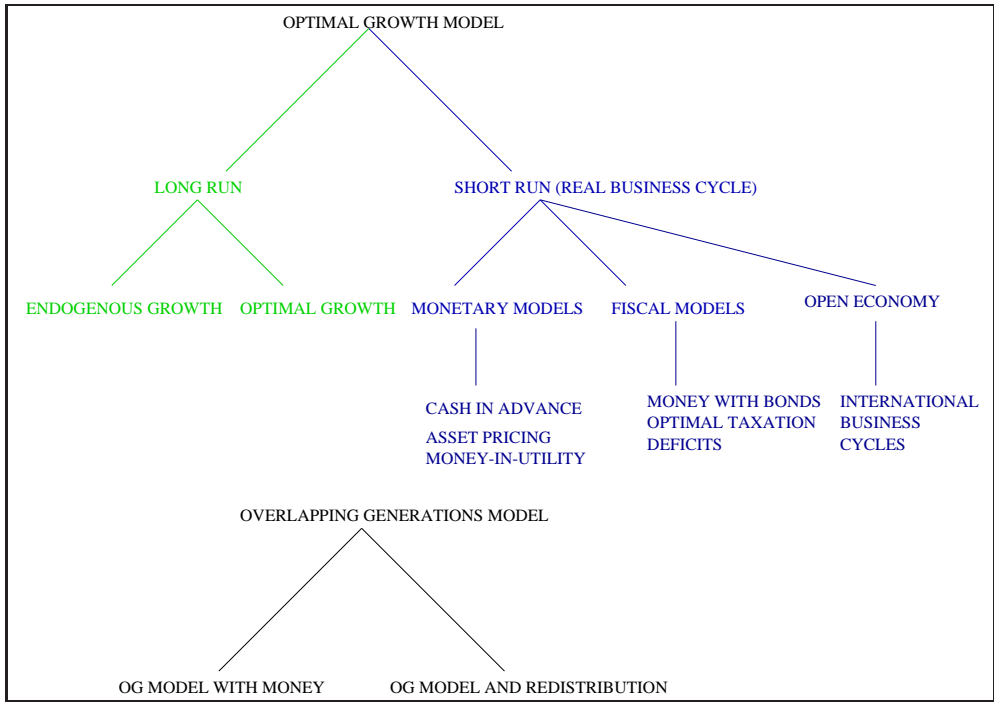 OPTIMAL GROWTH MODEL
LONG RUN
SHORT RUN (REAL BUSINESS CYCLE)
ENDOGENOUS GROWTH
OPTIMAL GROWTH
MONETARY MODELS
FISCAL MODELS
OPEN ECONOMY
CASH IN ADVANCE
ASSET PRICING
MONEY-IN-UTILITY
MONEY WITH BONDS
OPTIMAL TAXATION
DEFICITS
INTERNATIONAL
BUSINESS
CYCLES
OVERLAPPING GENERATIONS MODEL
OG MODEL WITH MONEY
OG MODEL AND REDISTRIBUTION